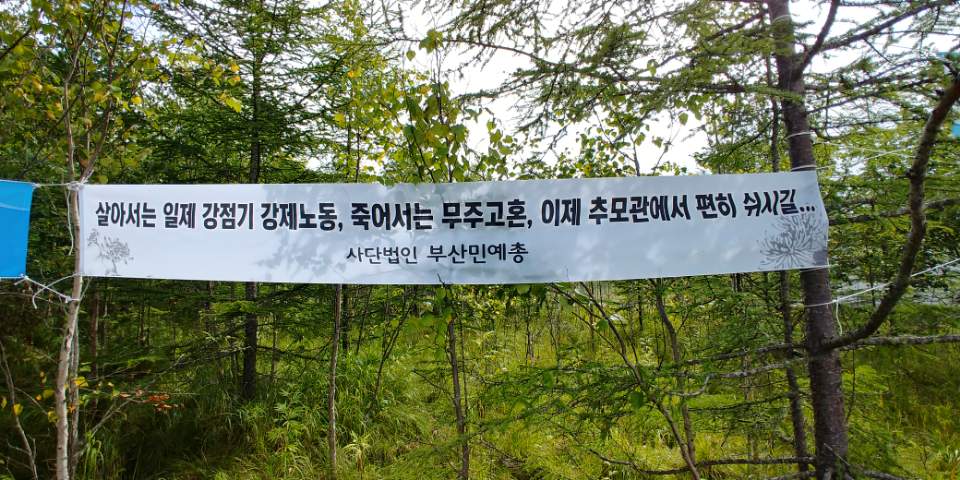 살아서는 일제 강점기 강제노동, 죽어서는 무주고혼, 이제 추모관에서 편히 쉬시길...
사단법인 부산민예총